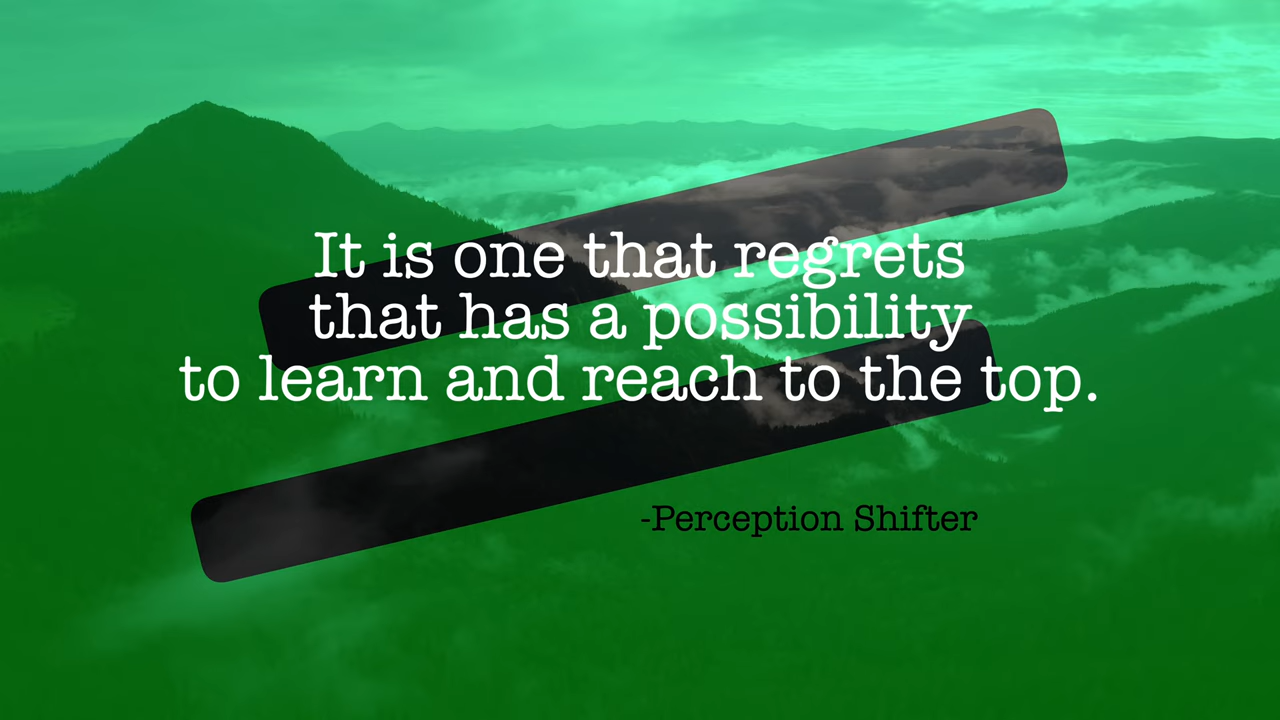 It is one that regrets
that has a possibility
to learn and reach to the top.
-Perception Shifter